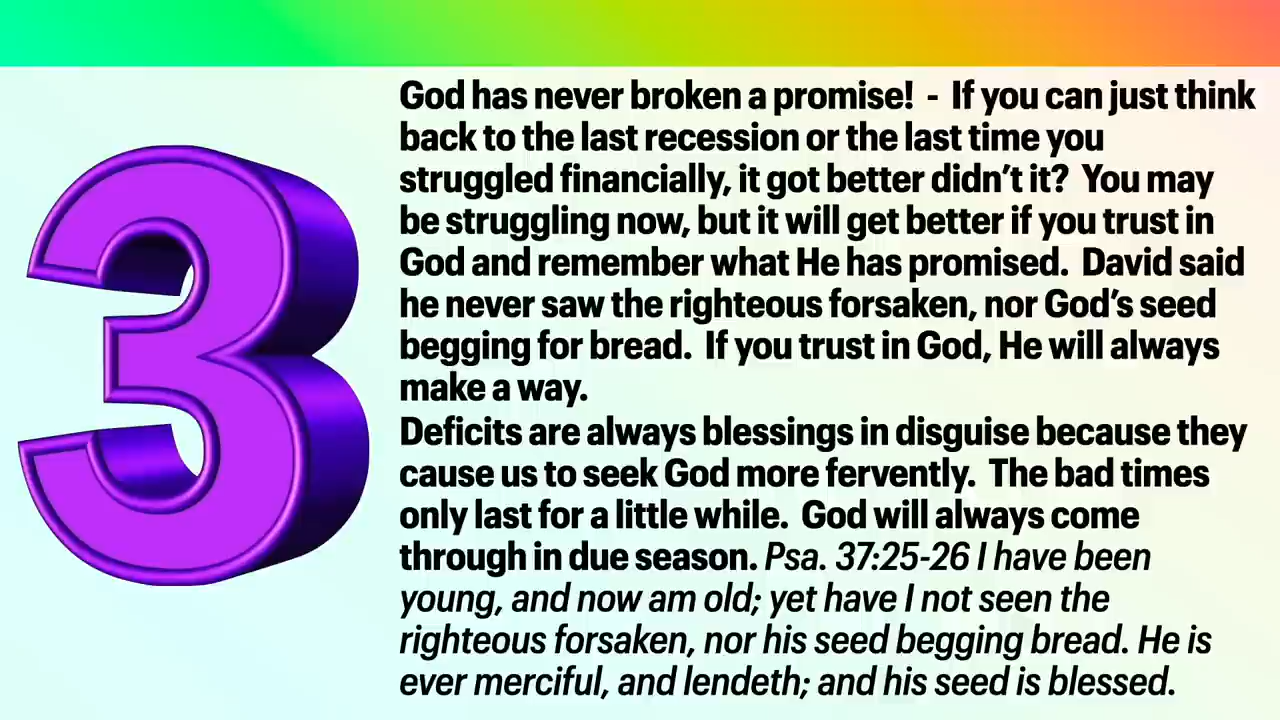 3
God has never broken a promise!  -  If you can just think
back to the last recession or the last time you
struggled financially, it got better didn’t it?  You may
be struggling now, but it will get better if you trust in
God and remember what He has promised.  David said
he never saw the righteous forsaken, nor God’s seed
begging for bread.  If you trust in God, He will always
make a way.
Deficits are always blessings in disguise because they
cause us to seek God more fervently.  The bad times
only last for a little while.  God will always come
through in due season. Psa. 37:25-26 I have been
young, and now am old; yet have I not seen the
righteous forsaken, nor his seed begging bread. He is
ever merciful, and lendeth; and his seed is blessed.